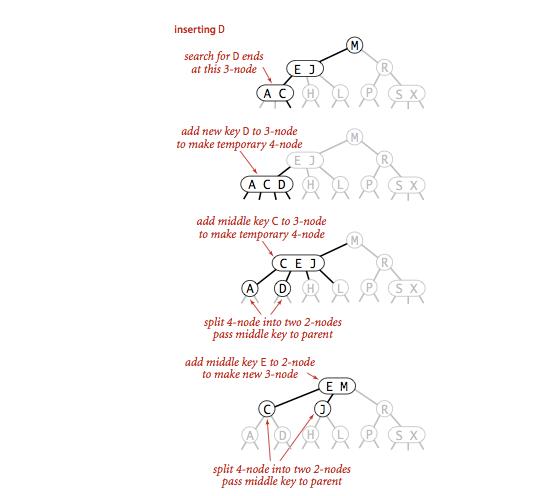 inserting D
search for D ends
at this 3-node
M
E J
R
A C
H
L
P
S X
add new key D to 3-node
to make temporary 4-node
M
E J
R
A C D
H
L
P
S X
add middle key C to 3-node
to make temporary 4-node
M
C E J
R
A
D
H
L
P
S X
split 4-node into two 2-nodes
pass middle key to parent
add middle key E to 2-node
to make new 3-node
E M
C
J
R
A
D
H
L
P
S X
split 4-node into two 2-nodes
pass middle key to parent